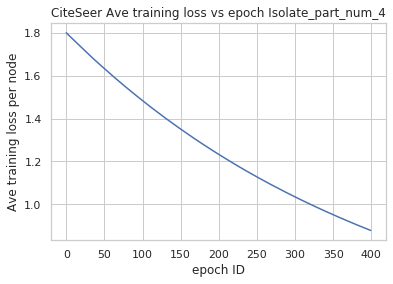 CiteSeer Ave training loss vs epoch Isolate_part_num_4
Ave training loss per node
1.8
1.6
1.4
1.2
1.0
0 50 100 150 200 250 300 350 400
epoch ID